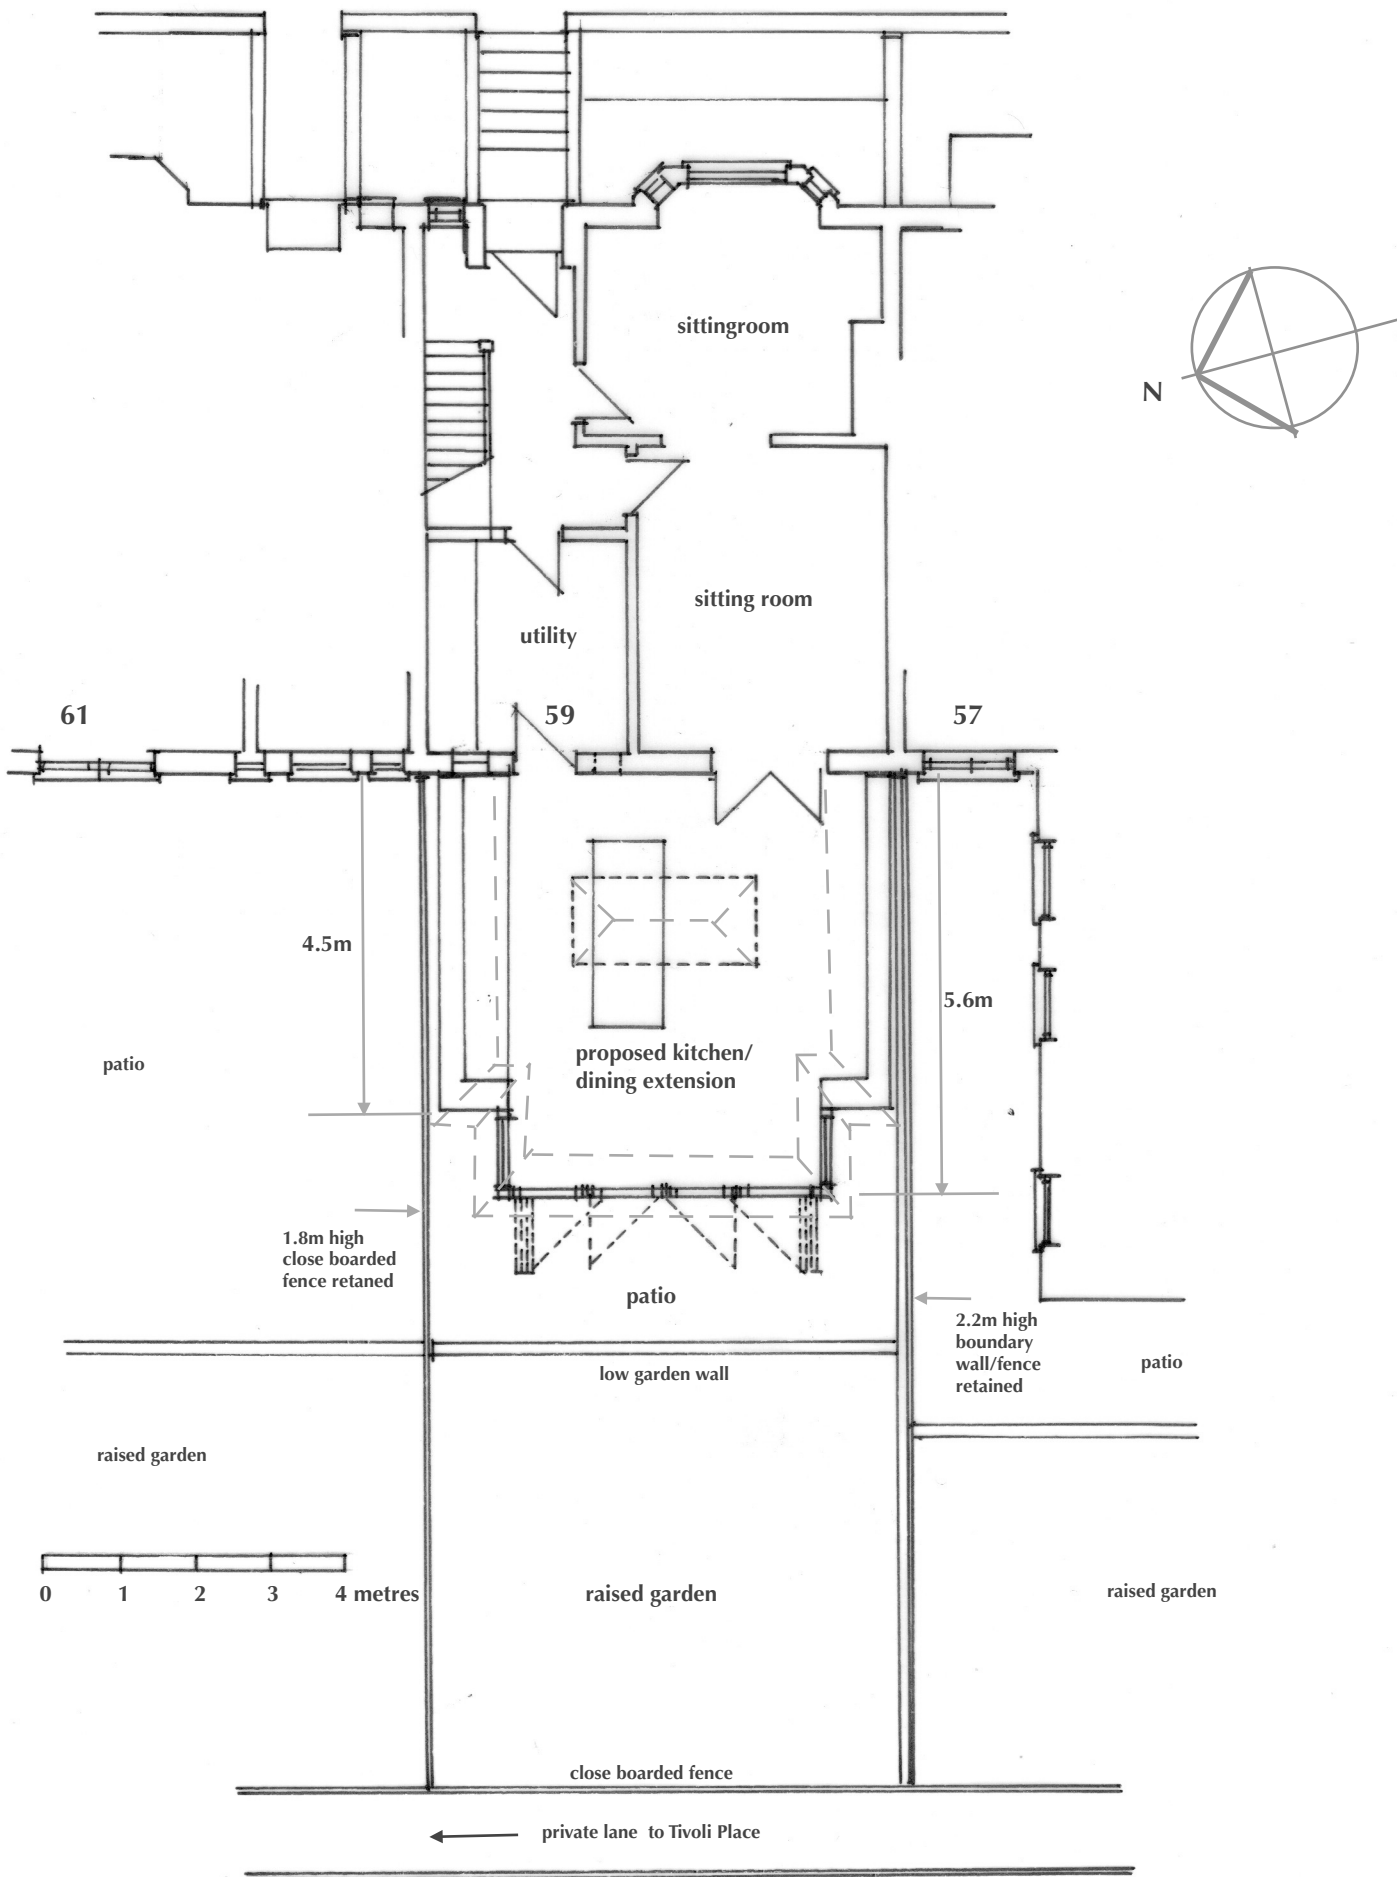 sittingroom
N
sitting room
utility
61
59
57
4.5m
5.6m
proposed kitchen/
dining extension
patio
1.8m high
close boarded
fence retaned
patio
2.2m high
boundary
wall/fence
retained
patio
low garden wall
raised garden
0 1 2 3 4 metres
raised garden
raised garden
close boarded fence
private lane to Tivoli Place